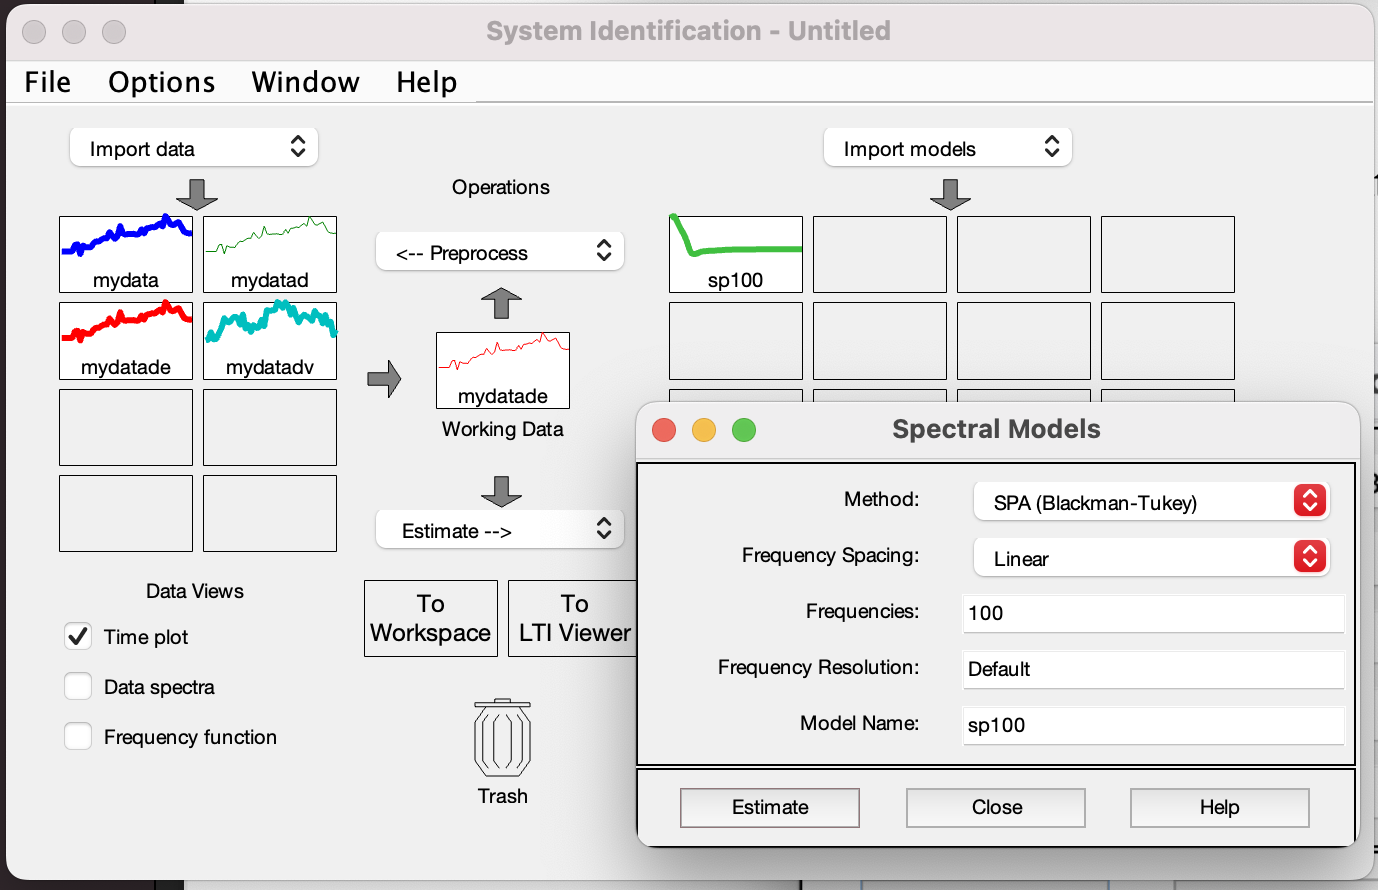 System Identification - Untitled
File Options Window Help
Import data
Import models
Operations
mydata
mydatad
<-- Preprocess
sp100
mydatade
mydatadv
mydatade
Working Data
Estimate -->
Data Views
To
Workspace
To
LTI Viewer
Time plot
Data spectra
Frequency function
Trash
Spectral Models
Method: SPA (Blackman-Tukey)
Frequency Spacing: Linear
Frequencies: 100
Frequency Resolution: Default
Model Name: sp100
Estimate Close Help